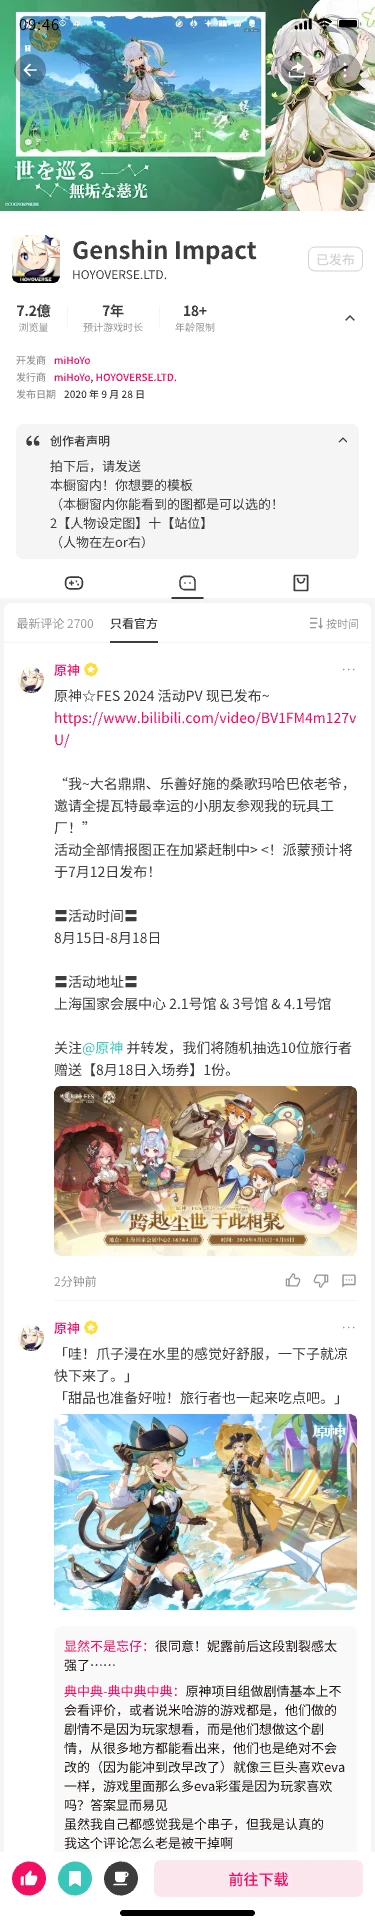 09:46
世を巡る
無垢な慈光
Genshin Impact
HOYOVERSE.LTD.
已发布
HOYOVERSE
7.2億
7年
18+
浏览量
预计游戏时长
年龄限制
开发商 miHoYo
发行商 miHoYo, HOYOVERSE.LTD.
发布日期 2020 年 9 月 28 日
创作者声明
拍下后，请发送
本橱窗内！你想要的模板
（本橱窗内你能看到的图都是可以选的！
2【人物设定图】十【站位】
（人物在左or右）
最新评论 2700
只看官方
按时间
原神
原神☆FES 2024 活动PV 现已发布~
https://www.bilibili.com/video/BV1FM4m127v
U/
“我~大名鼎鼎、乐善好施的桑歌玛哈巴依老爷，
邀请全提瓦特最幸运的小朋友参观我的玩具工
厂！”
活动全部情报图正在加紧赶制中> <！派蒙预计将
于7月12日发布！
〓活动时间〓
8月15日-8月18日
〓活动地址〓
上海国家会展中心 2.1号馆 & 3号馆 & 4.1号馆
关注@原神 并转发，我们将随机抽选10位旅行者
赠送【8月18日入场券】1份。
跨越尘世 于此相聚
2分钟前
原神
「哇！爪子浸在水里的感觉好舒服，一下子就凉
快下来了。」
「甜品也准备好啦！旅行者也一起来吃点吧。」
原神
显然不是忘仔：很同意！妮露前后这段割裂感太
强了……
典中典-典中典中典：原神项目组做剧情基本上不
会看评价，或者说米哈游的游戏都是，他们做的
剧情不是因为玩家想看，而是他们想做这个剧
情，从很多地方都能看出来，他们也是绝对不会
改的（因为能冲到改早改了）就像三巨头喜欢eva
一样，游戏里面那么多eva彩蛋是因为玩家喜欢
吗？答案显而易见
虽然我自己都感觉我是个串子，但我是认真的
我这个评论怎么老是被干掉啊
前往下载